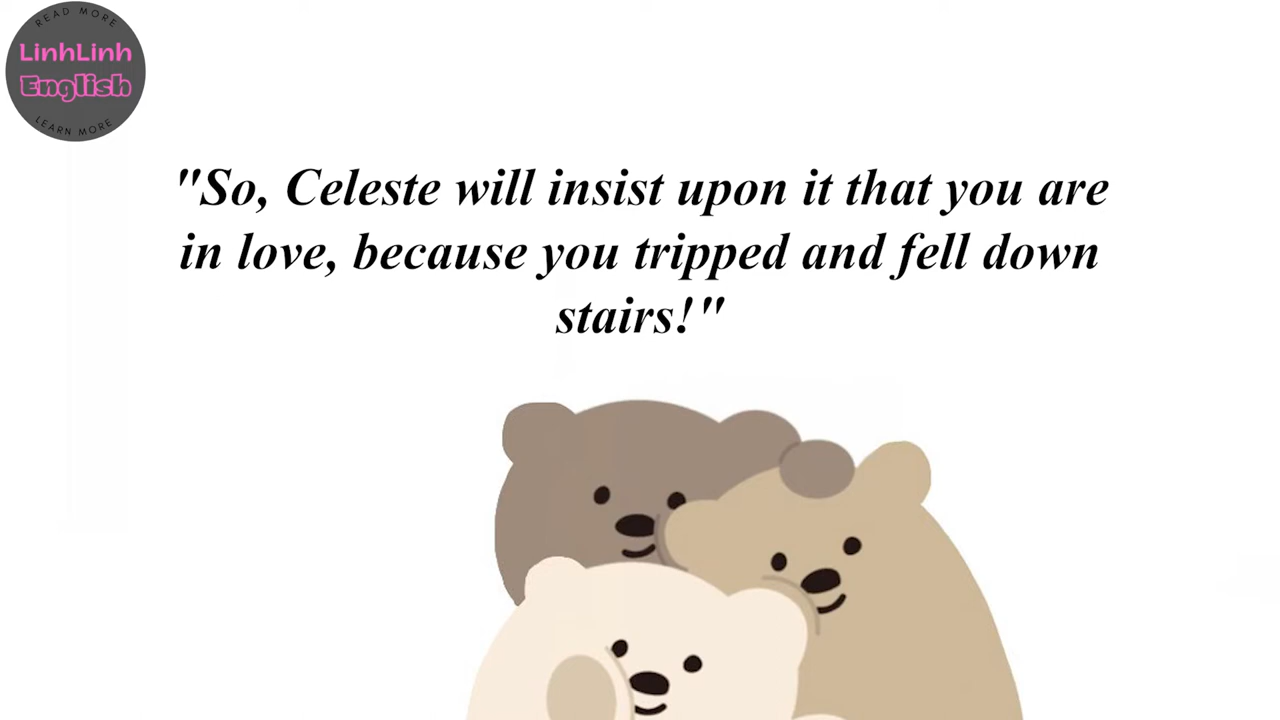 READ MORE
LinhLinh
English
LEARN MORE
"So, Celeste will insist upon it that you are
in love, because you tripped and fell down
stairs!"